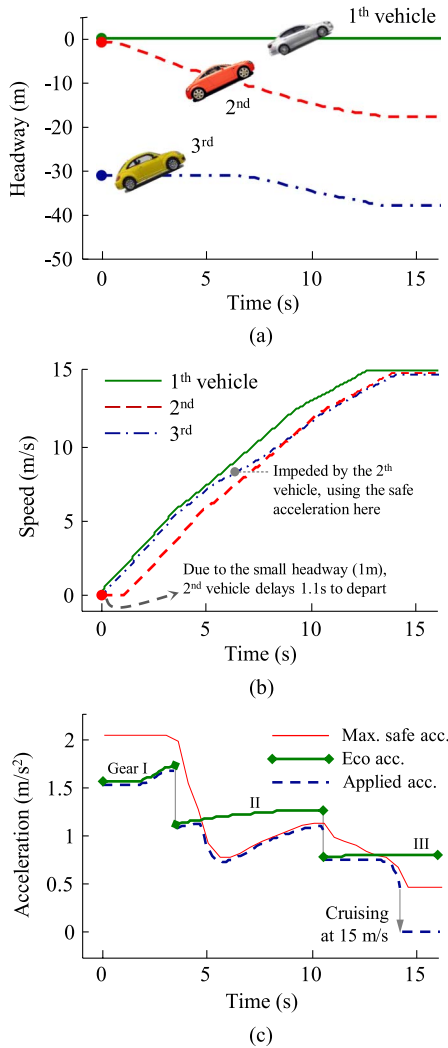 1th vehicle
0
-10
-20
-30
-40
-50
Headway (m)
2nd
3rd
0
5
10
15
Time (s)
(a)
15
10
5
0
Speed (m/s)
1th vehicle
2nd
3rd
Impeded by the 2th
vehicle, using the safe
acceleration here
Due to the small headway (1m),
2nd vehicle delays 1.1s to depart
0
5
10
15
Time (s)
(b)
2
1.5
1
0.5
0
Acceleration (m/s2)
Max. safe acc.
Eco acc.
Applied acc.
Gear I
II
III
Cruising
at 15 m/s
0
5
10
15
Time (s)
(c)